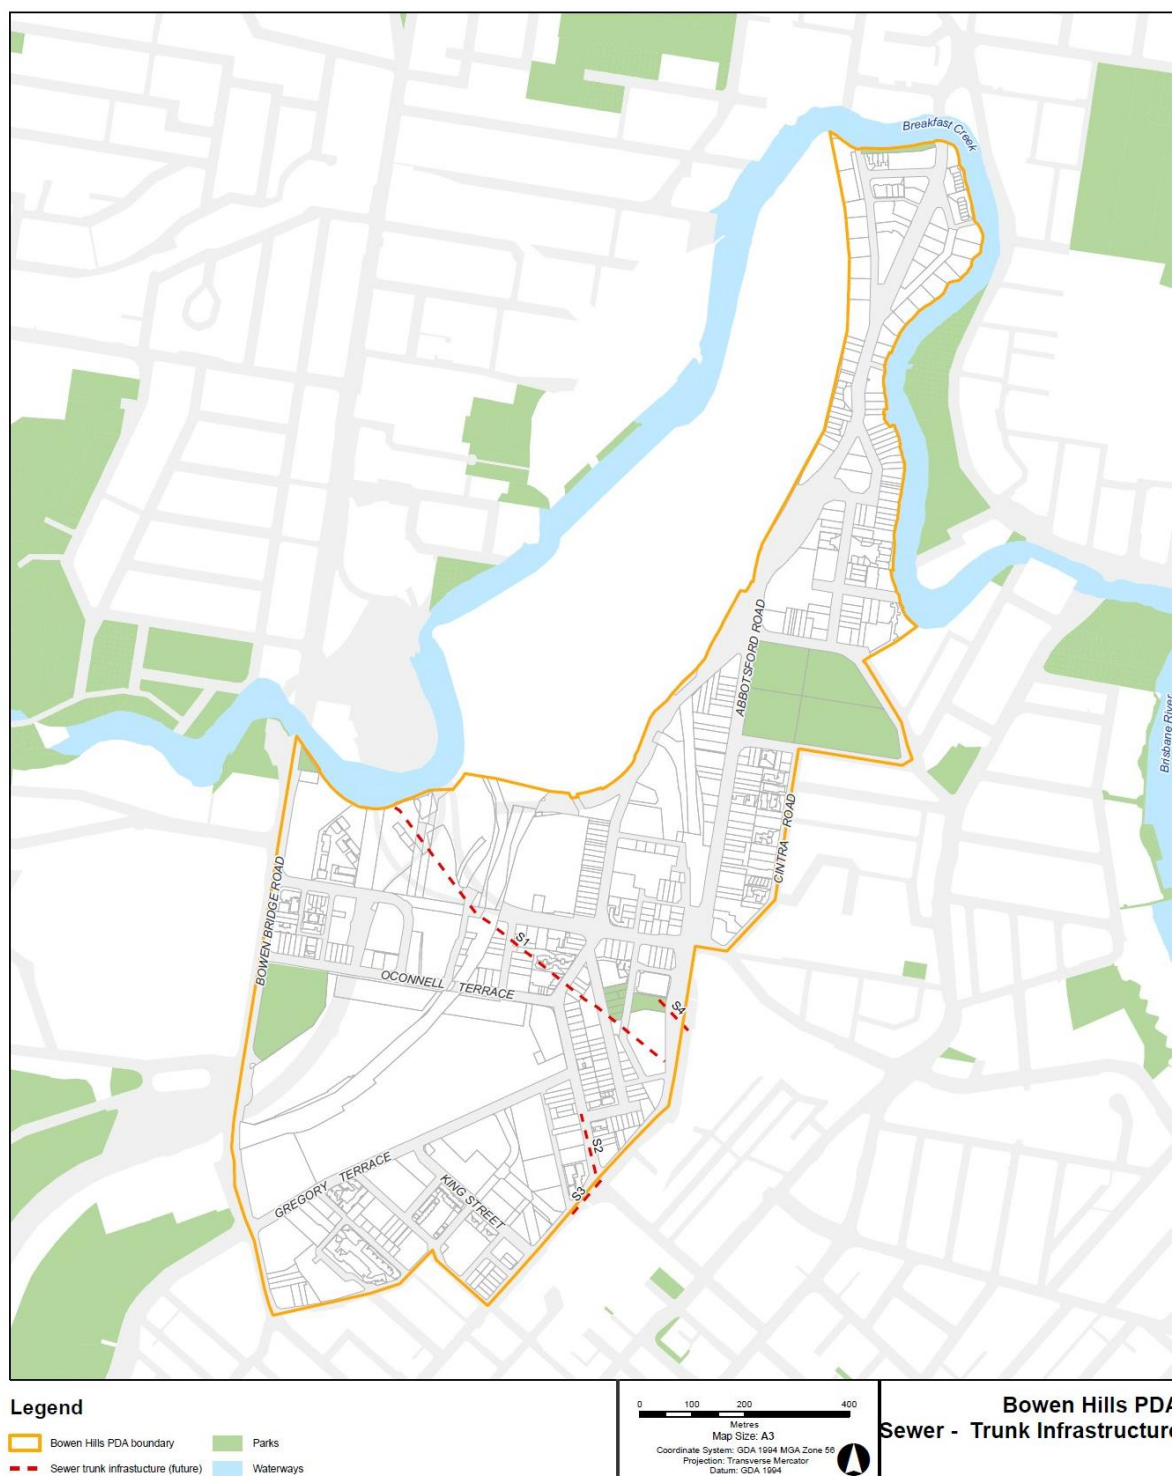 Breakfast Creek
ABBOTSFORD ROAD
Brisbane River
CINTRA ROAD
BOWEN BRIDGE ROAD
S1
OCONNELL TERRACE
S4
S2
GREGORY TERRACE
KING STREET
S3
Legend
Bowen Hills PDA boundary
Parks
Sewer trunk infrastucture (future)
Waterways
0 100 200 400
Metres
Map Size: A3
Coordinate System: GDA 1994 MGA Zone 56
Projection: Transverse Mercator
Datum: GDA 1994
Bowen Hills PDA
Sewer - Trunk Infrastructure